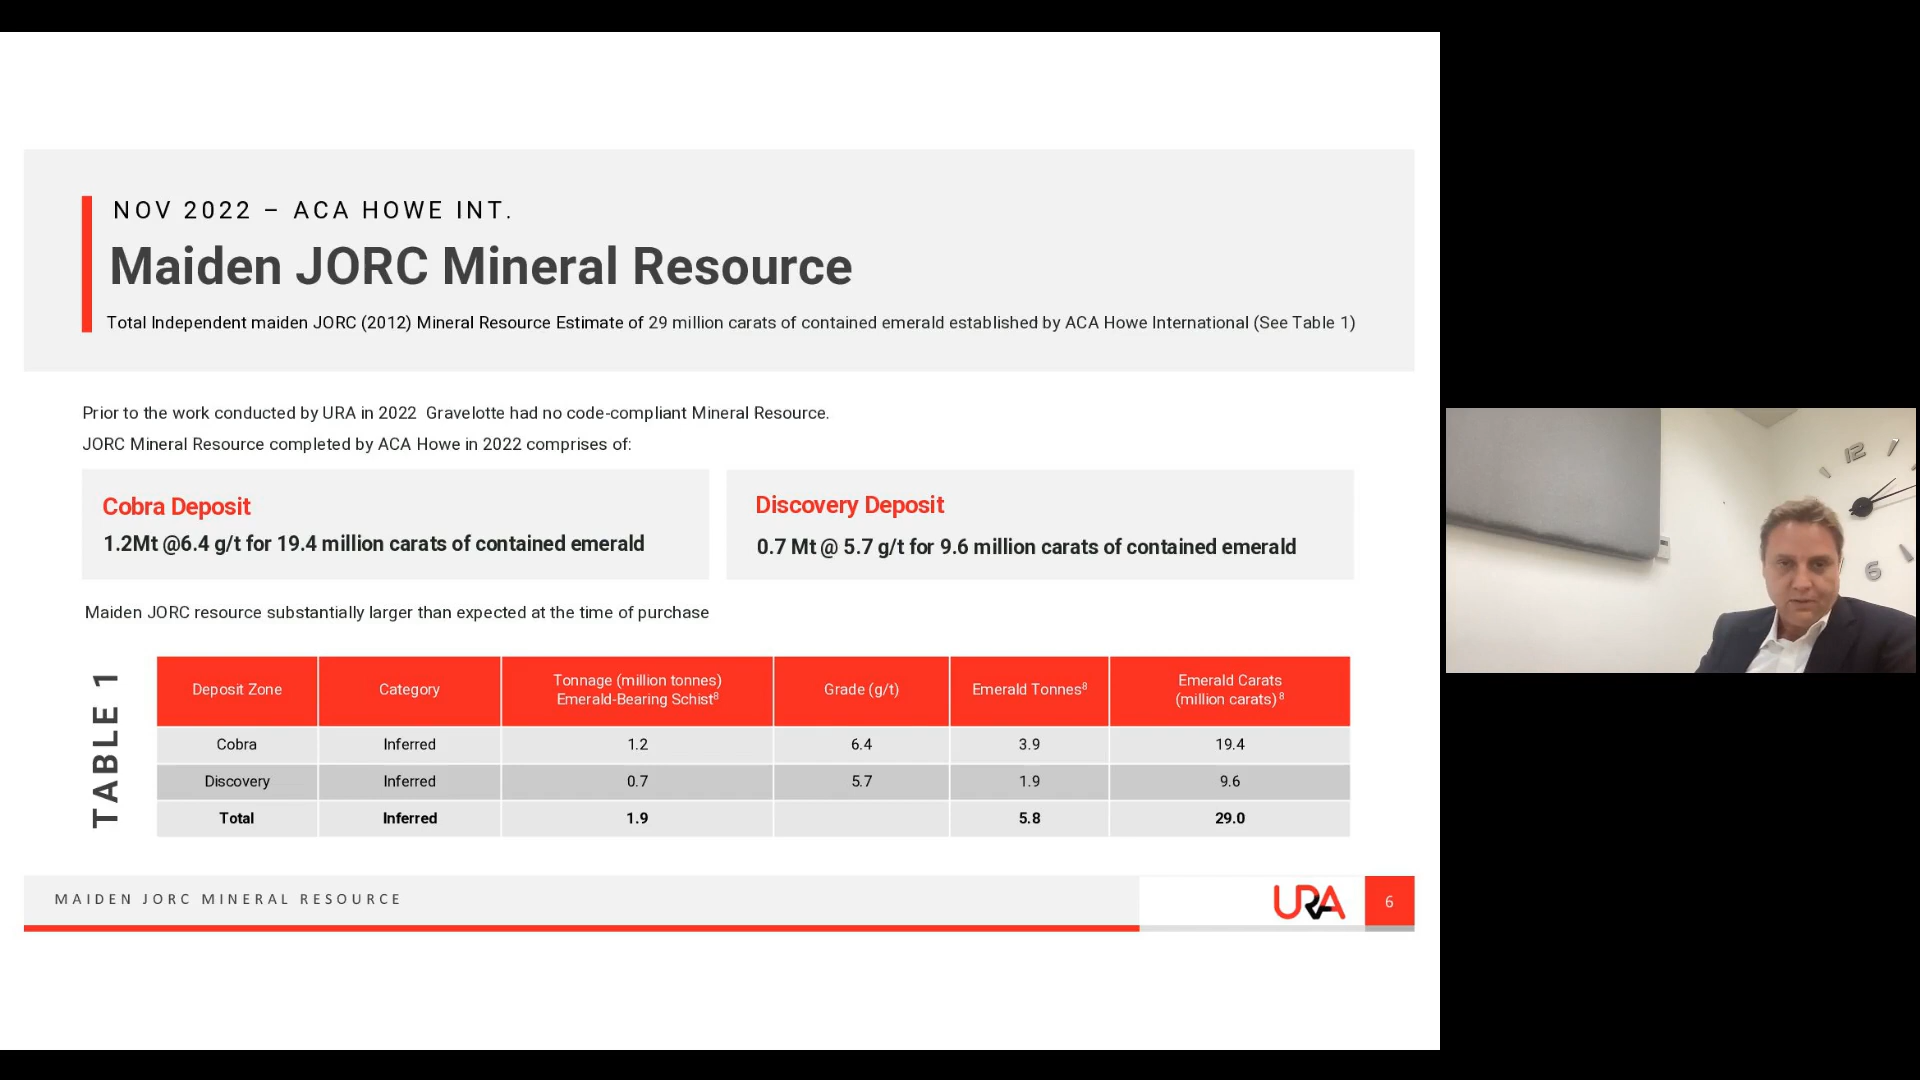 NOV 2022 – ACA HOWE INT.
Maiden JORC Mineral Resource
Total Independent maiden JORC (2012) Mineral Resource Estimate of 29 million carats of contained emerald established by ACA Howe International (See Table 1)
Prior to the work conducted by URA in 2022  Gravelotte had no code-compliant Mineral Resource.
JORC Mineral Resource completed by ACA Howe in 2022 comprises of:
Cobra Deposit
1.2Mt @6.4 g/t for 19.4 million carats of contained emerald
Discovery Deposit
0.7 Mt @ 5.7 g/t for 9.6 million carats of contained emerald
Maiden JORC resource substantially larger than expected at the time of purchase
TABLE 1
Deposit Zone Category Tonnage (million tonnes) Emerald-Bearing Schist⁸ Grade (g/t) Emerald Tonnes⁸ Emerald Carats (million carats)⁸
Cobra Inferred 1.2 6.4 3.9 19.4
Discovery Inferred 0.7 5.7 1.9 9.6
Total Inferred 1.9 5.8 29.0
MAIDEN JORC MINERAL RESOURCE
URA
6
12
6